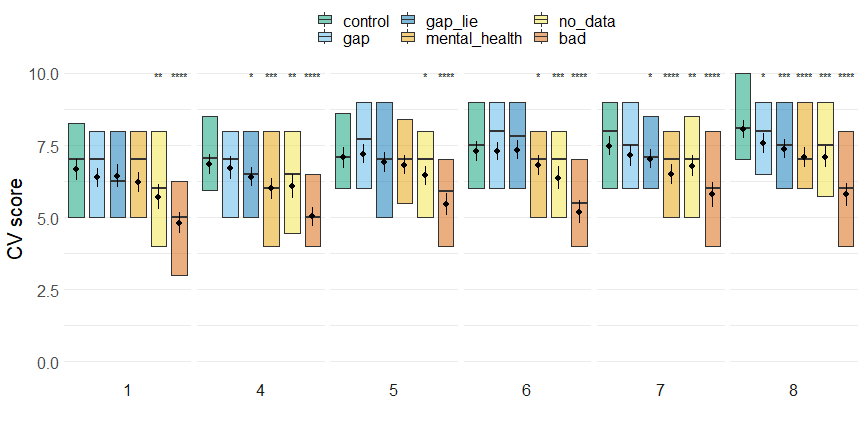 control gap_lie no_data
gap mental_health bad
CV score
10.0
7.5
5.0
2.5
0.0
** ****
* *** ** ****
* ****
* *** ****
* **** ** ****
* *** **** *** ****
1 4 5 6 7 8